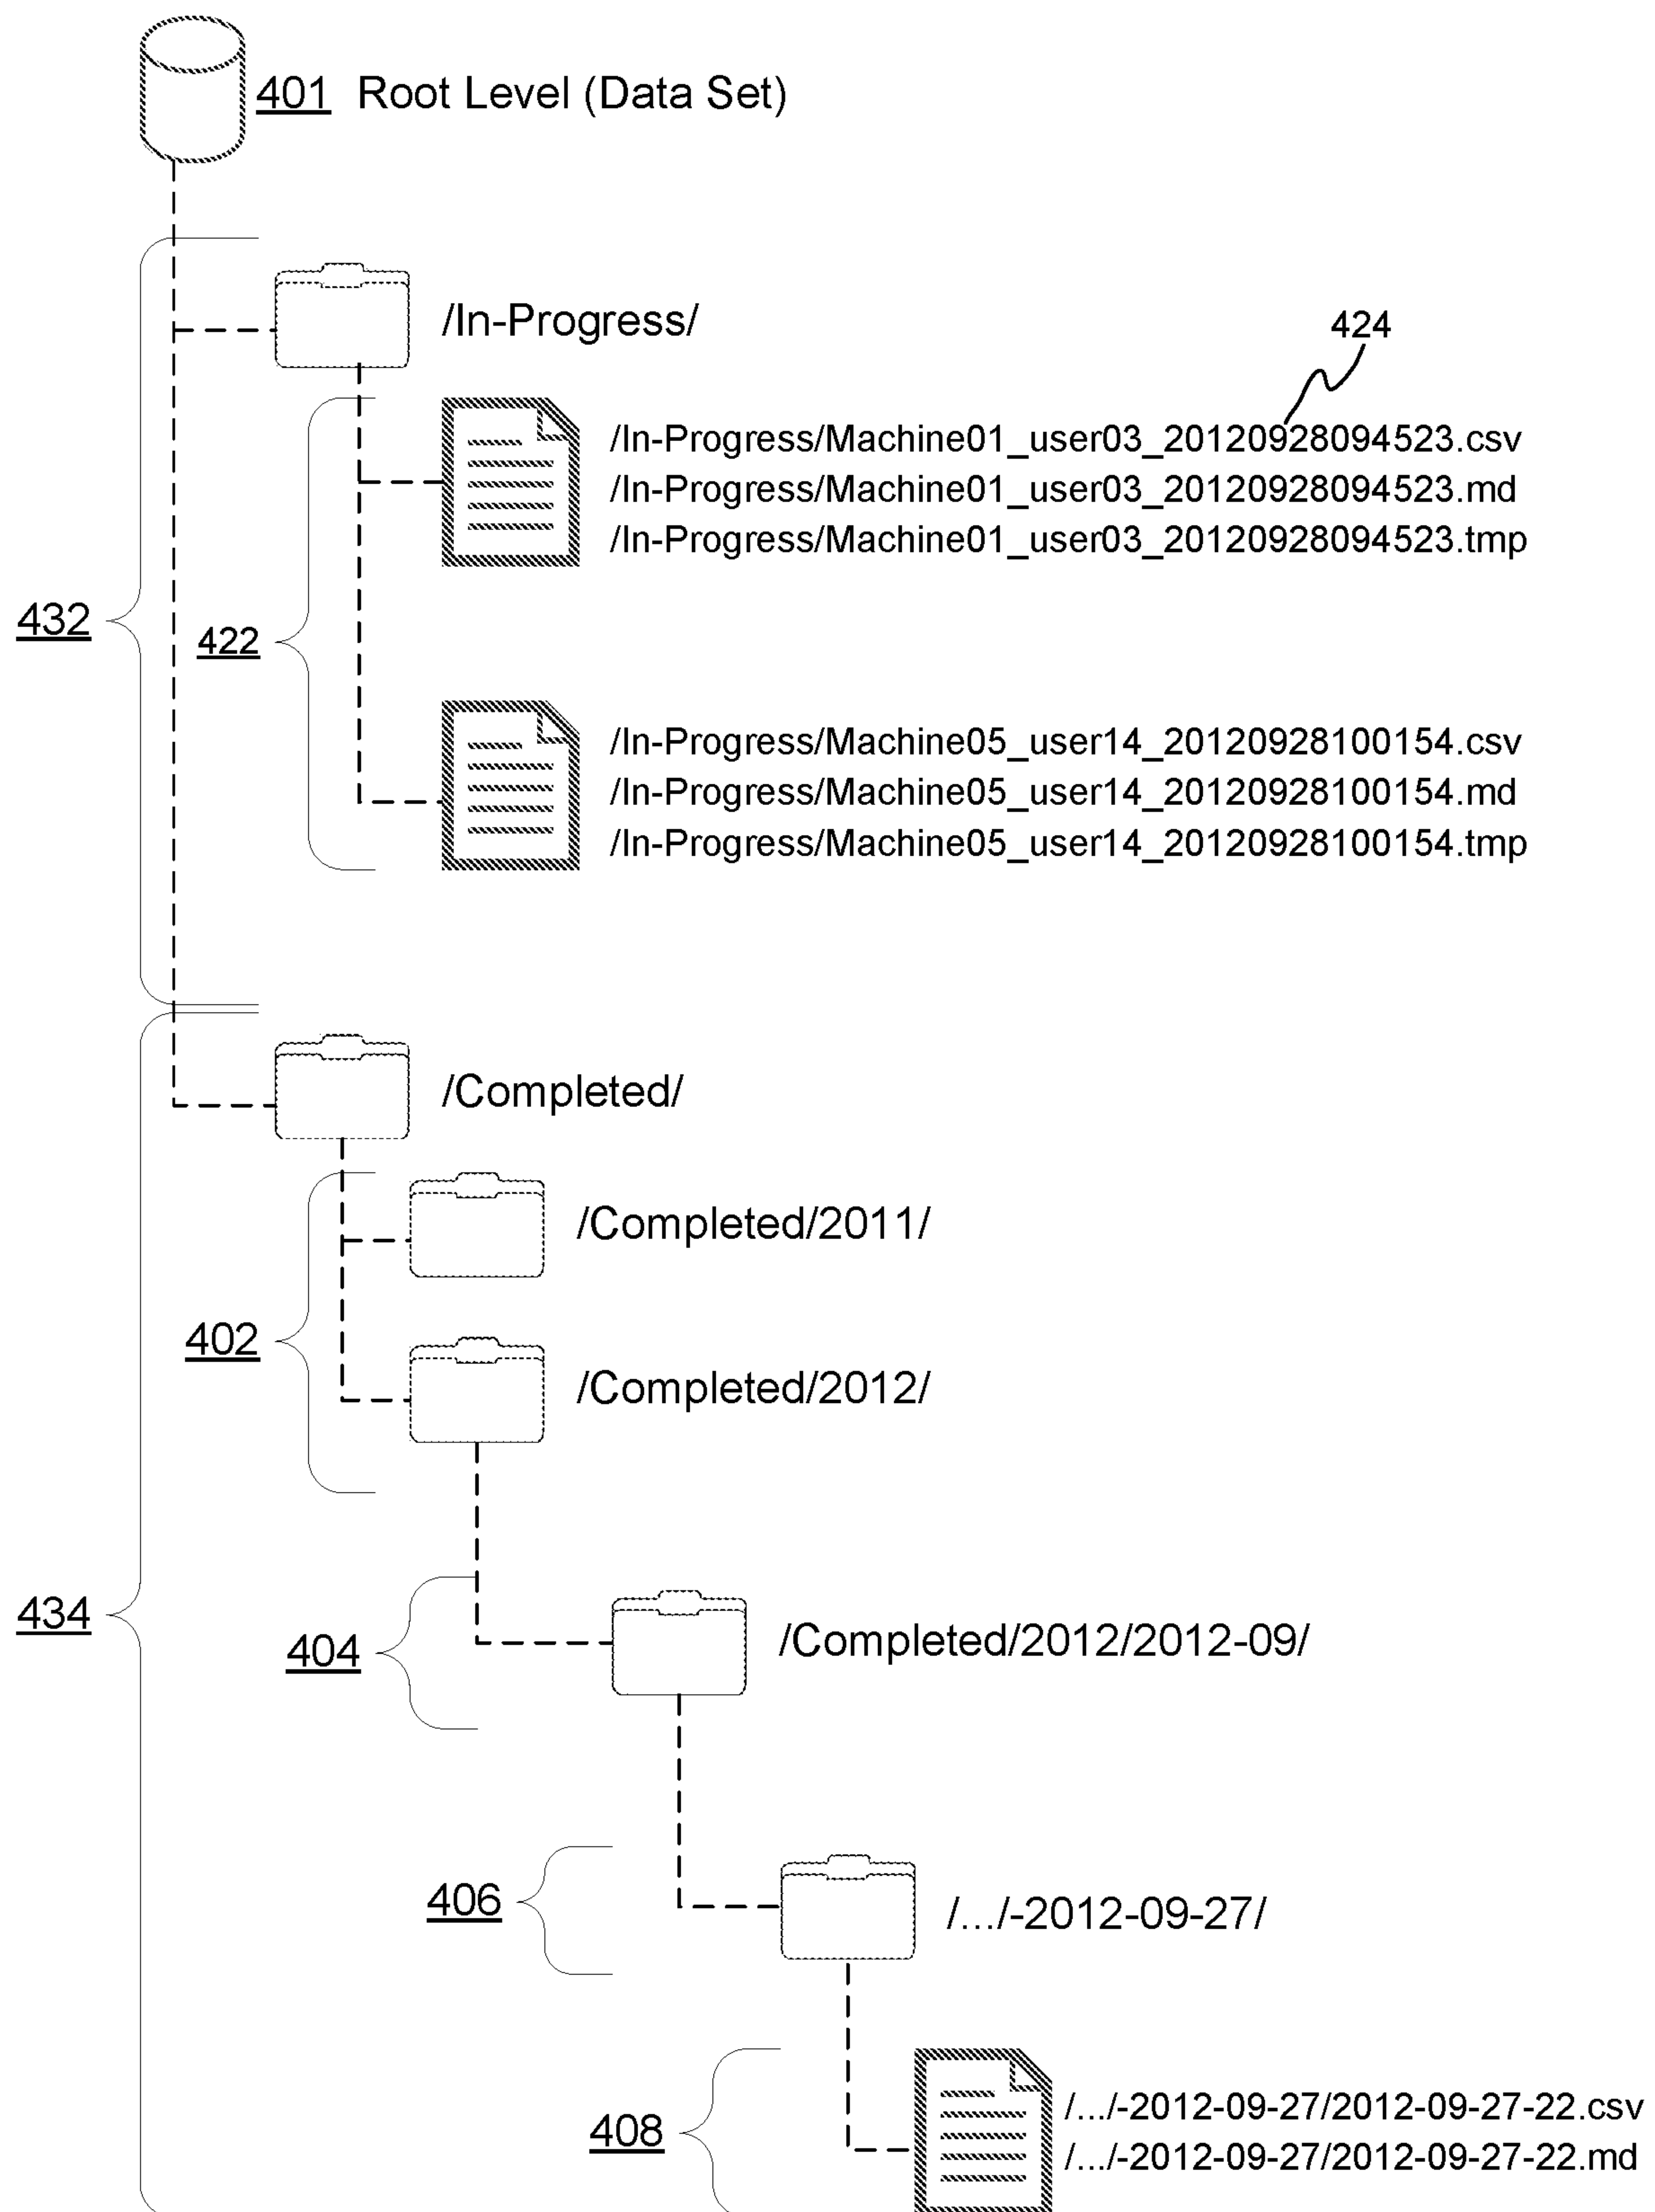 401 Root Level (Data Set)
/In-Progress/
424
/In-Progress/Machine01_user03_20120928094523.csv
/In-Progress/Machine01_user03_20120928094523.md
/In-Progress/Machine01_user03_20120928094523.tmp
432
422
/In-Progress/Machine05_user14_20120928100154.csv
/In-Progress/Machine05_user14_20120928100154.md
/In-Progress/Machine05_user14_20120928100154.tmp
/Completed/
/Completed/2011/
402
/Completed/2012/
434
404
/Completed/2012/2012-09/
406
/.../-2012-09-27/
408
/.../-2012-09-27/2012-09-27-22.csv
/.../-2012-09-27/2012-09-27-22.md